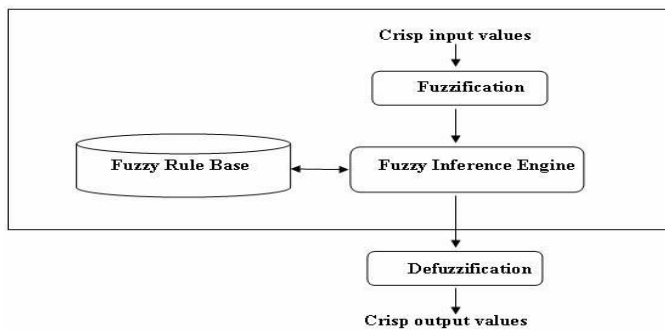 Crisp input values
Fuzzification
Fuzzy Rule Base
Fuzzy Inference Engine
Defuzzification
Crisp output values